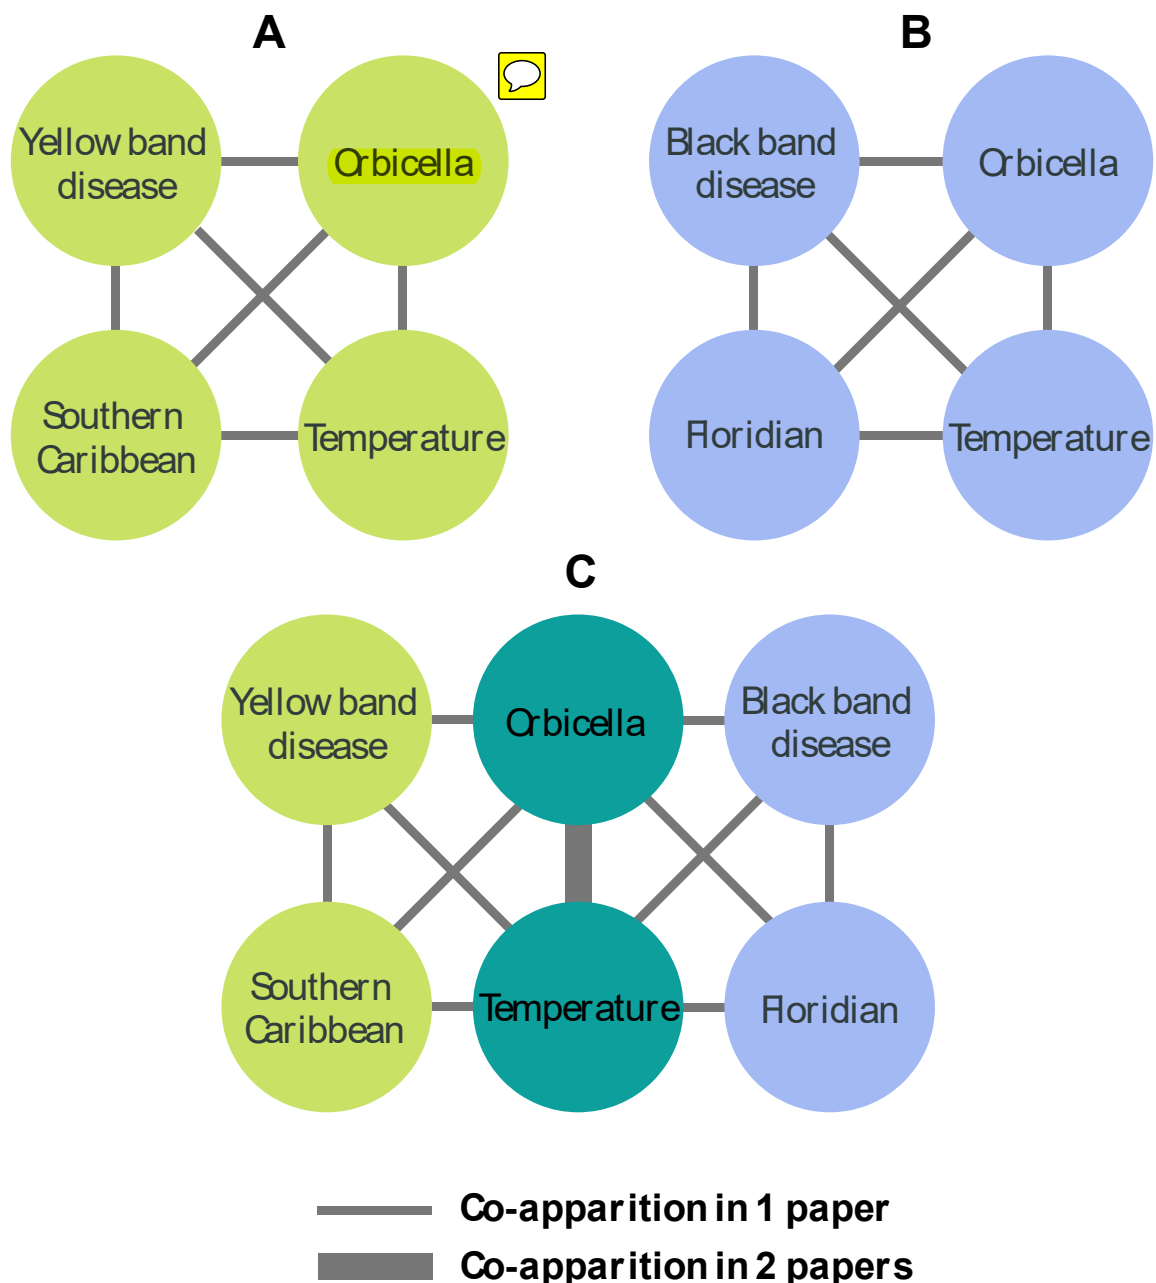 A
B
Yellow band
disease
Orbicella
Black band
disease
Orbicella
Southern
Caribbean
Temperature
Floridian
Temperature
C
Yellow band
disease
Orbicella
Black band
disease
Southern
Caribbean
Temperature
Floridian
Co-apparition in 1 paper
Co-apparition in 2 papers